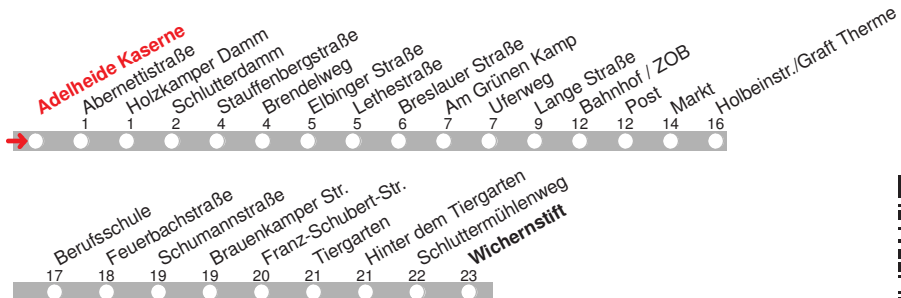 Adelheide Kaserne
Abernettistraße
Holzkamper Damm
Schlutterdamm
Stauffenbergstraße
Brendelweg
Elbinger Straße
Lethestraße
Breslauer Straße
Am Grünen Kamp
Uferweg
Lange Straße
Bahnhof / ZOB
Post
Markt
Holbeinstr./Graft Therme
1 1 2 4 4 5 5 6 7 7 9 12 12 14 16
Berufsschule
Feuerbachstraße
Schumannstraße
Brauenkamper Str.
Franz-Schubert-Str.
Tiergarten
Hinter dem Tiergarten
Schluttermühlenweg
Wichernstift
17 18 19 19 20 21 21 22 23